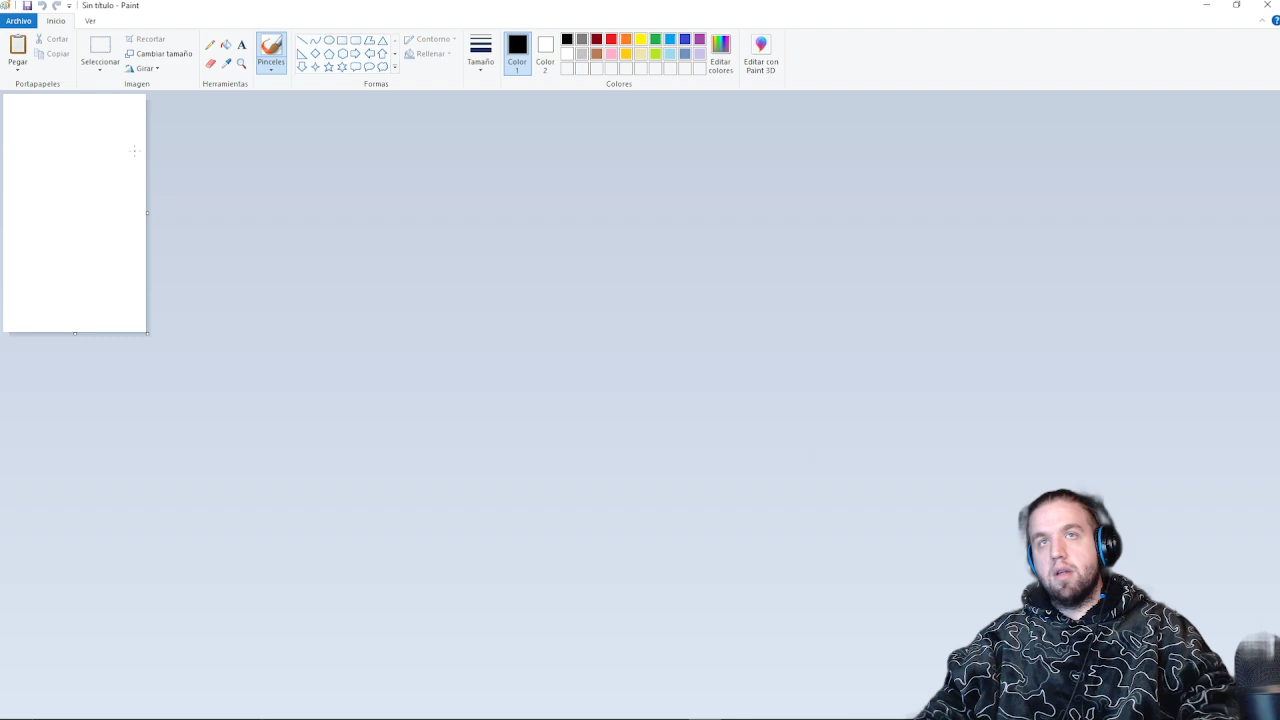 Sin título - Paint
Archivo Inicio Ver
Pegar
Cortar
Copiar
Portapapeles
Seleccionar
Recortar
Cambiar tamaño
Girar
Imagen
A
Herramientas
Pinceles
Contorno
Rellenar
Formas
Tamaño
Color
1
Color
2
Colores
Editar
colores
Editar con
Paint 3D